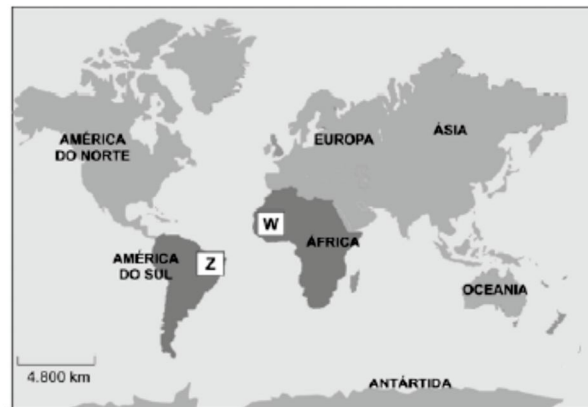 AMÉRICA
DO NORTE
EUROPA
ÁSIA
W
ÁFRICA
AMÉRICA
DO SUL
Z
OCEANIA
4.800 km
ANTÁRTIDA